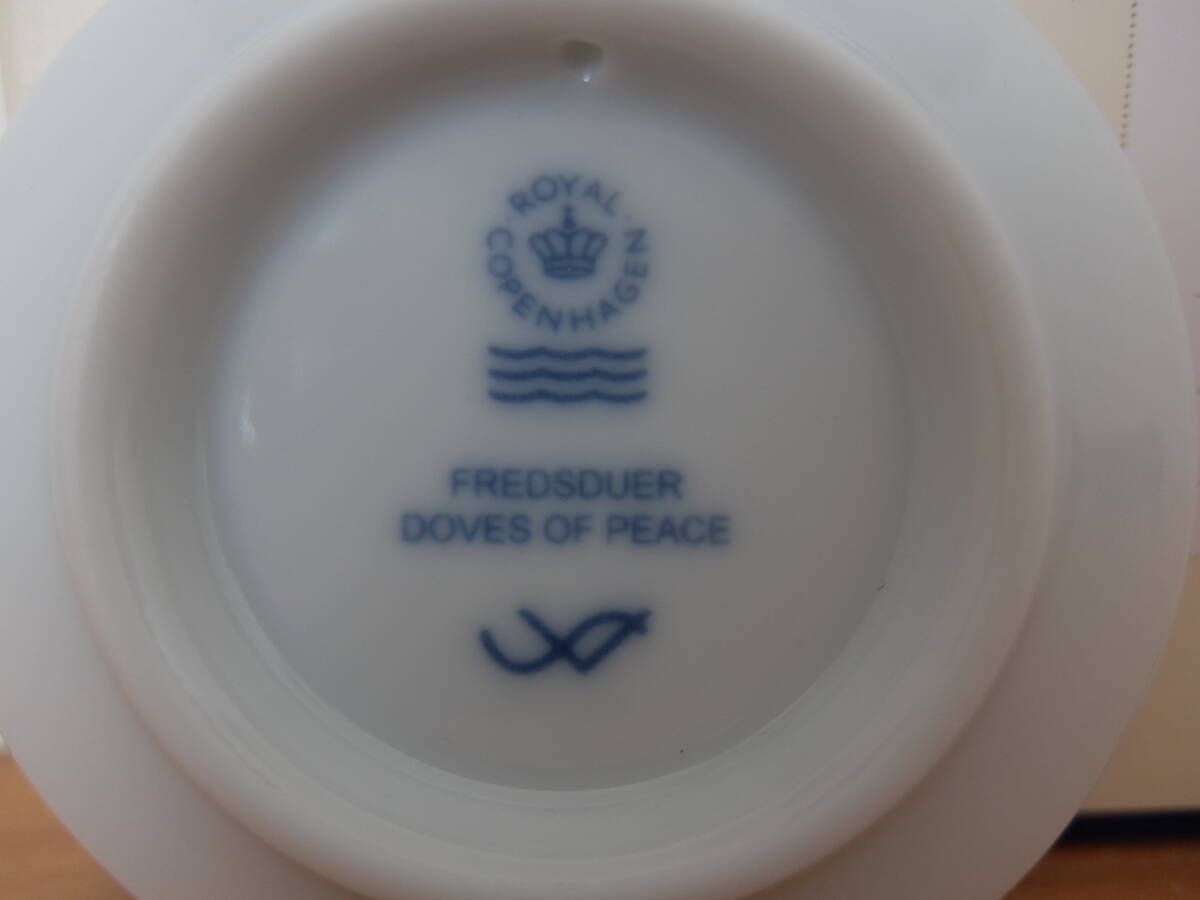 ROYAL
COPENHAGEN
FREDSDUER
DOVES OF PEACE